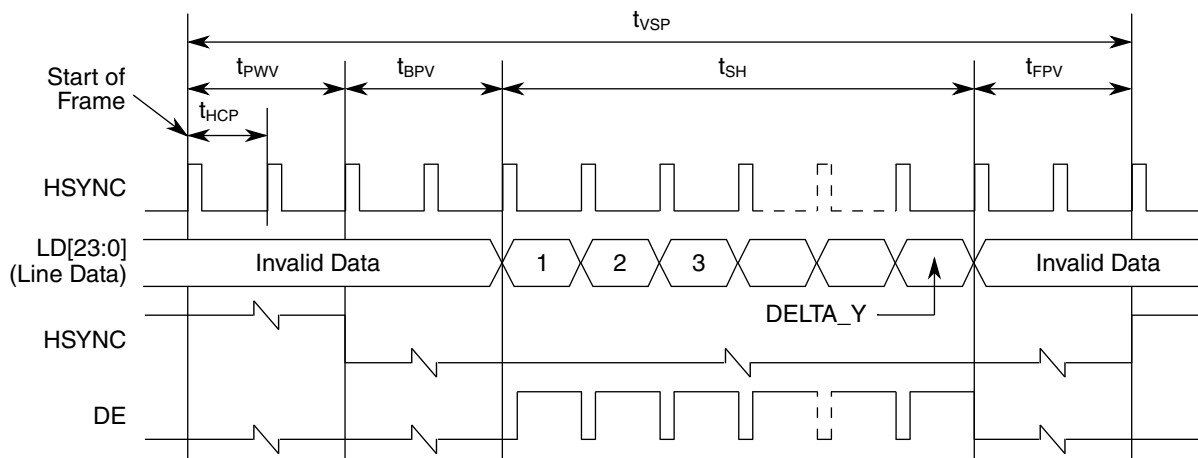 tVSP
tPWV tBPV tSH tFPV
Start of
Frame
tHCP
HSYNC
LD[23:0]
(Line Data)
Invalid Data 1 2 3 Invalid Data
DELTA_Y
HSYNC
DE